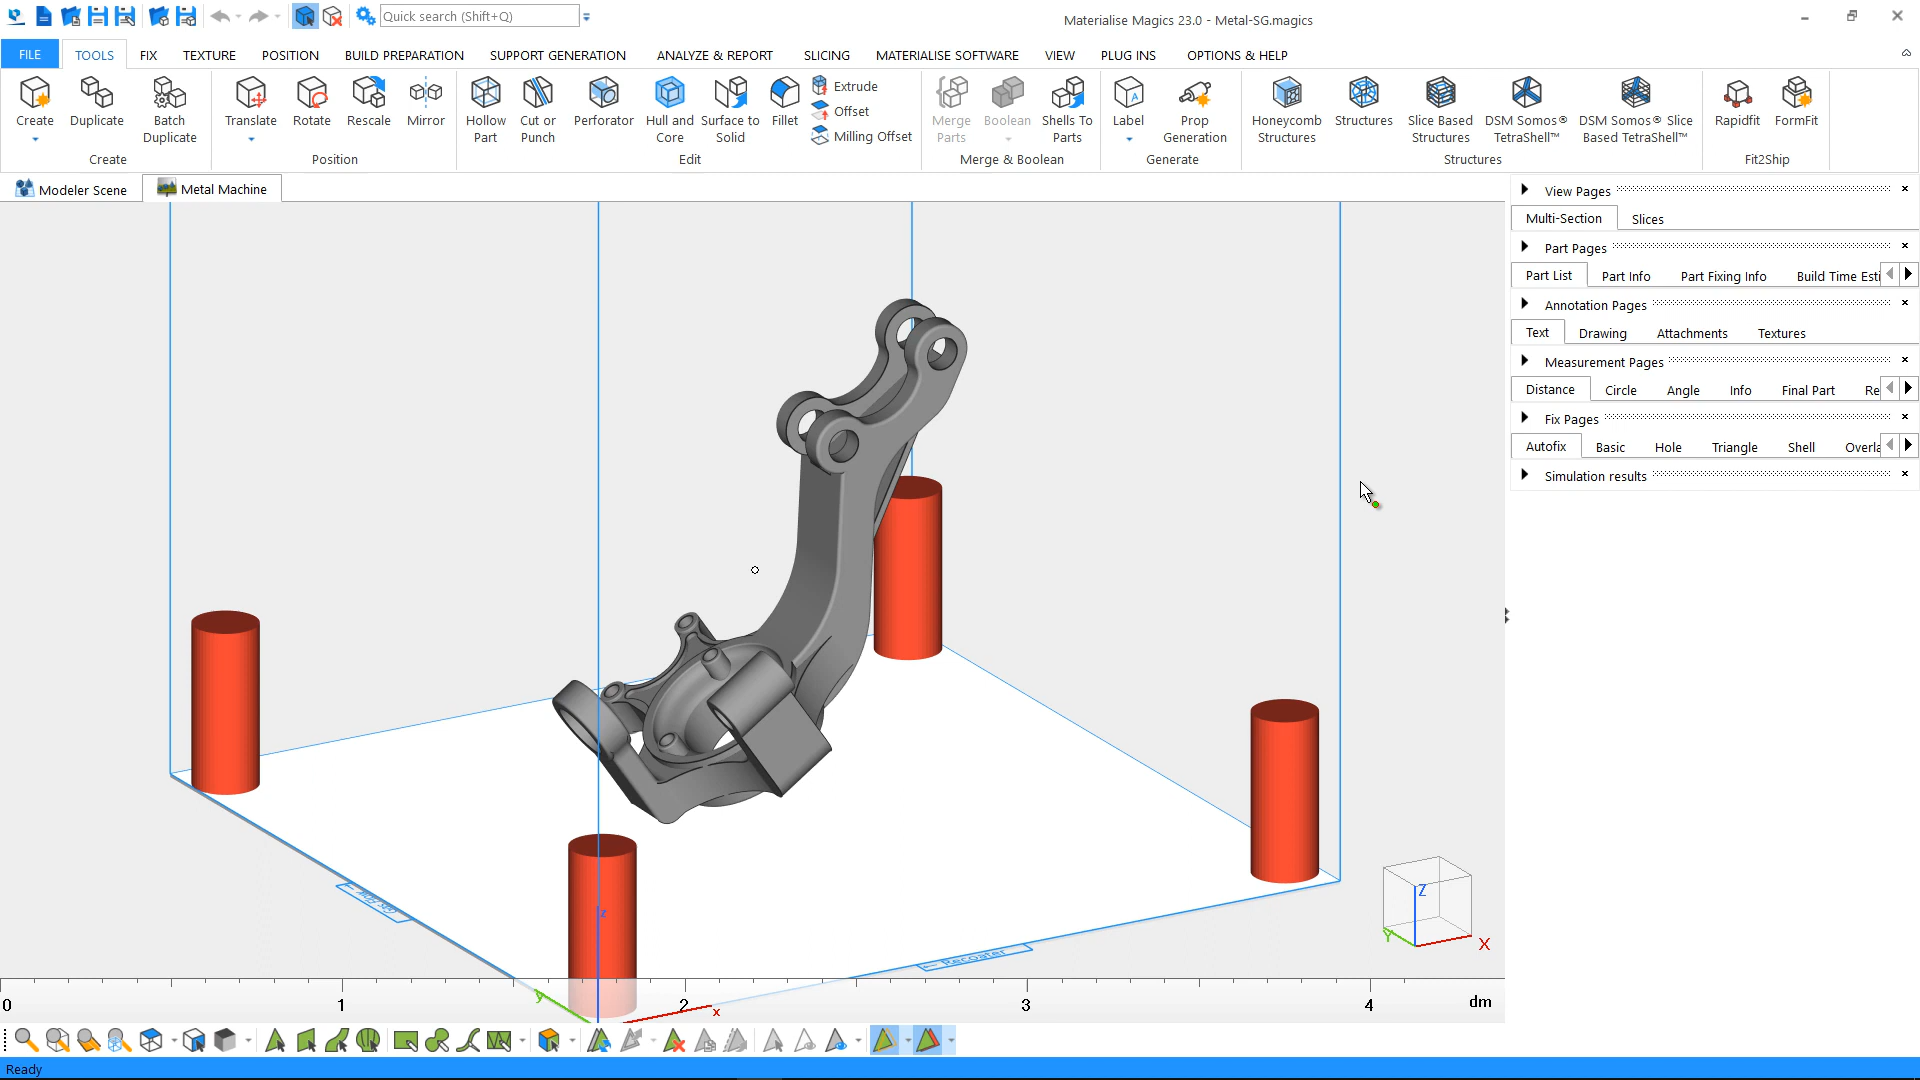 Quick search (Shift+Q)
Materialise Magics 23.0 - Metal-SG.magics
FILE TOOLS FIX TEXTURE POSITION BUILD PREPARATION SUPPORT GENERATION ANALYZE & REPORT SLICING MATERIALISE SOFTWARE VIEW PLUG INS OPTIONS & HELP
Create Duplicate Batch Duplicate
Create
Translate Rotate Rescale Mirror
Position
Hollow Part Cut or Punch Perforator Hull and Core Surface to Solid Fillet
Extrude
Offset
Milling Offset
Edit
Merge Parts Boolean Shells To Parts
Merge & Boolean
Label Prop Generation
Generate
Honeycomb Structures Structures Slice Based Structures DSM Somos® TetraShell™ DSM Somos® Slice Based TetraShell™
Structures
Rapidfit FormFit
Fit2Ship
Modeler Scene Metal Machine
View Pages
Multi-Section Slices
Part Pages
Part List Part Info Part Fixing Info Build Time Esti
Annotation Pages
Text Drawing Attachments Textures
Measurement Pages
Distance Circle Angle Info Final Part Re
Fix Pages
Autofix Basic Hole Triangle Shell Overla
Simulation results
Recoater
z
y
x
Z
Y
X
0 1 2 3 4 dm
Ready